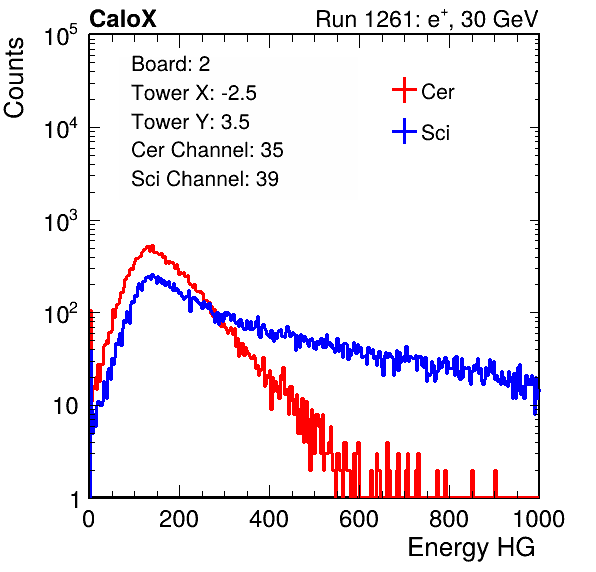 CaloX Run 1261: e⁺, 30 GeV
Counts
Board: 2
Tower X: -2.5
Tower Y: 3.5
Cer Channel: 35
Sci Channel: 39
Cer
Sci
10⁵
10⁴
10³
10²
10
1
0 200 400 600 800 1000
Energy HG